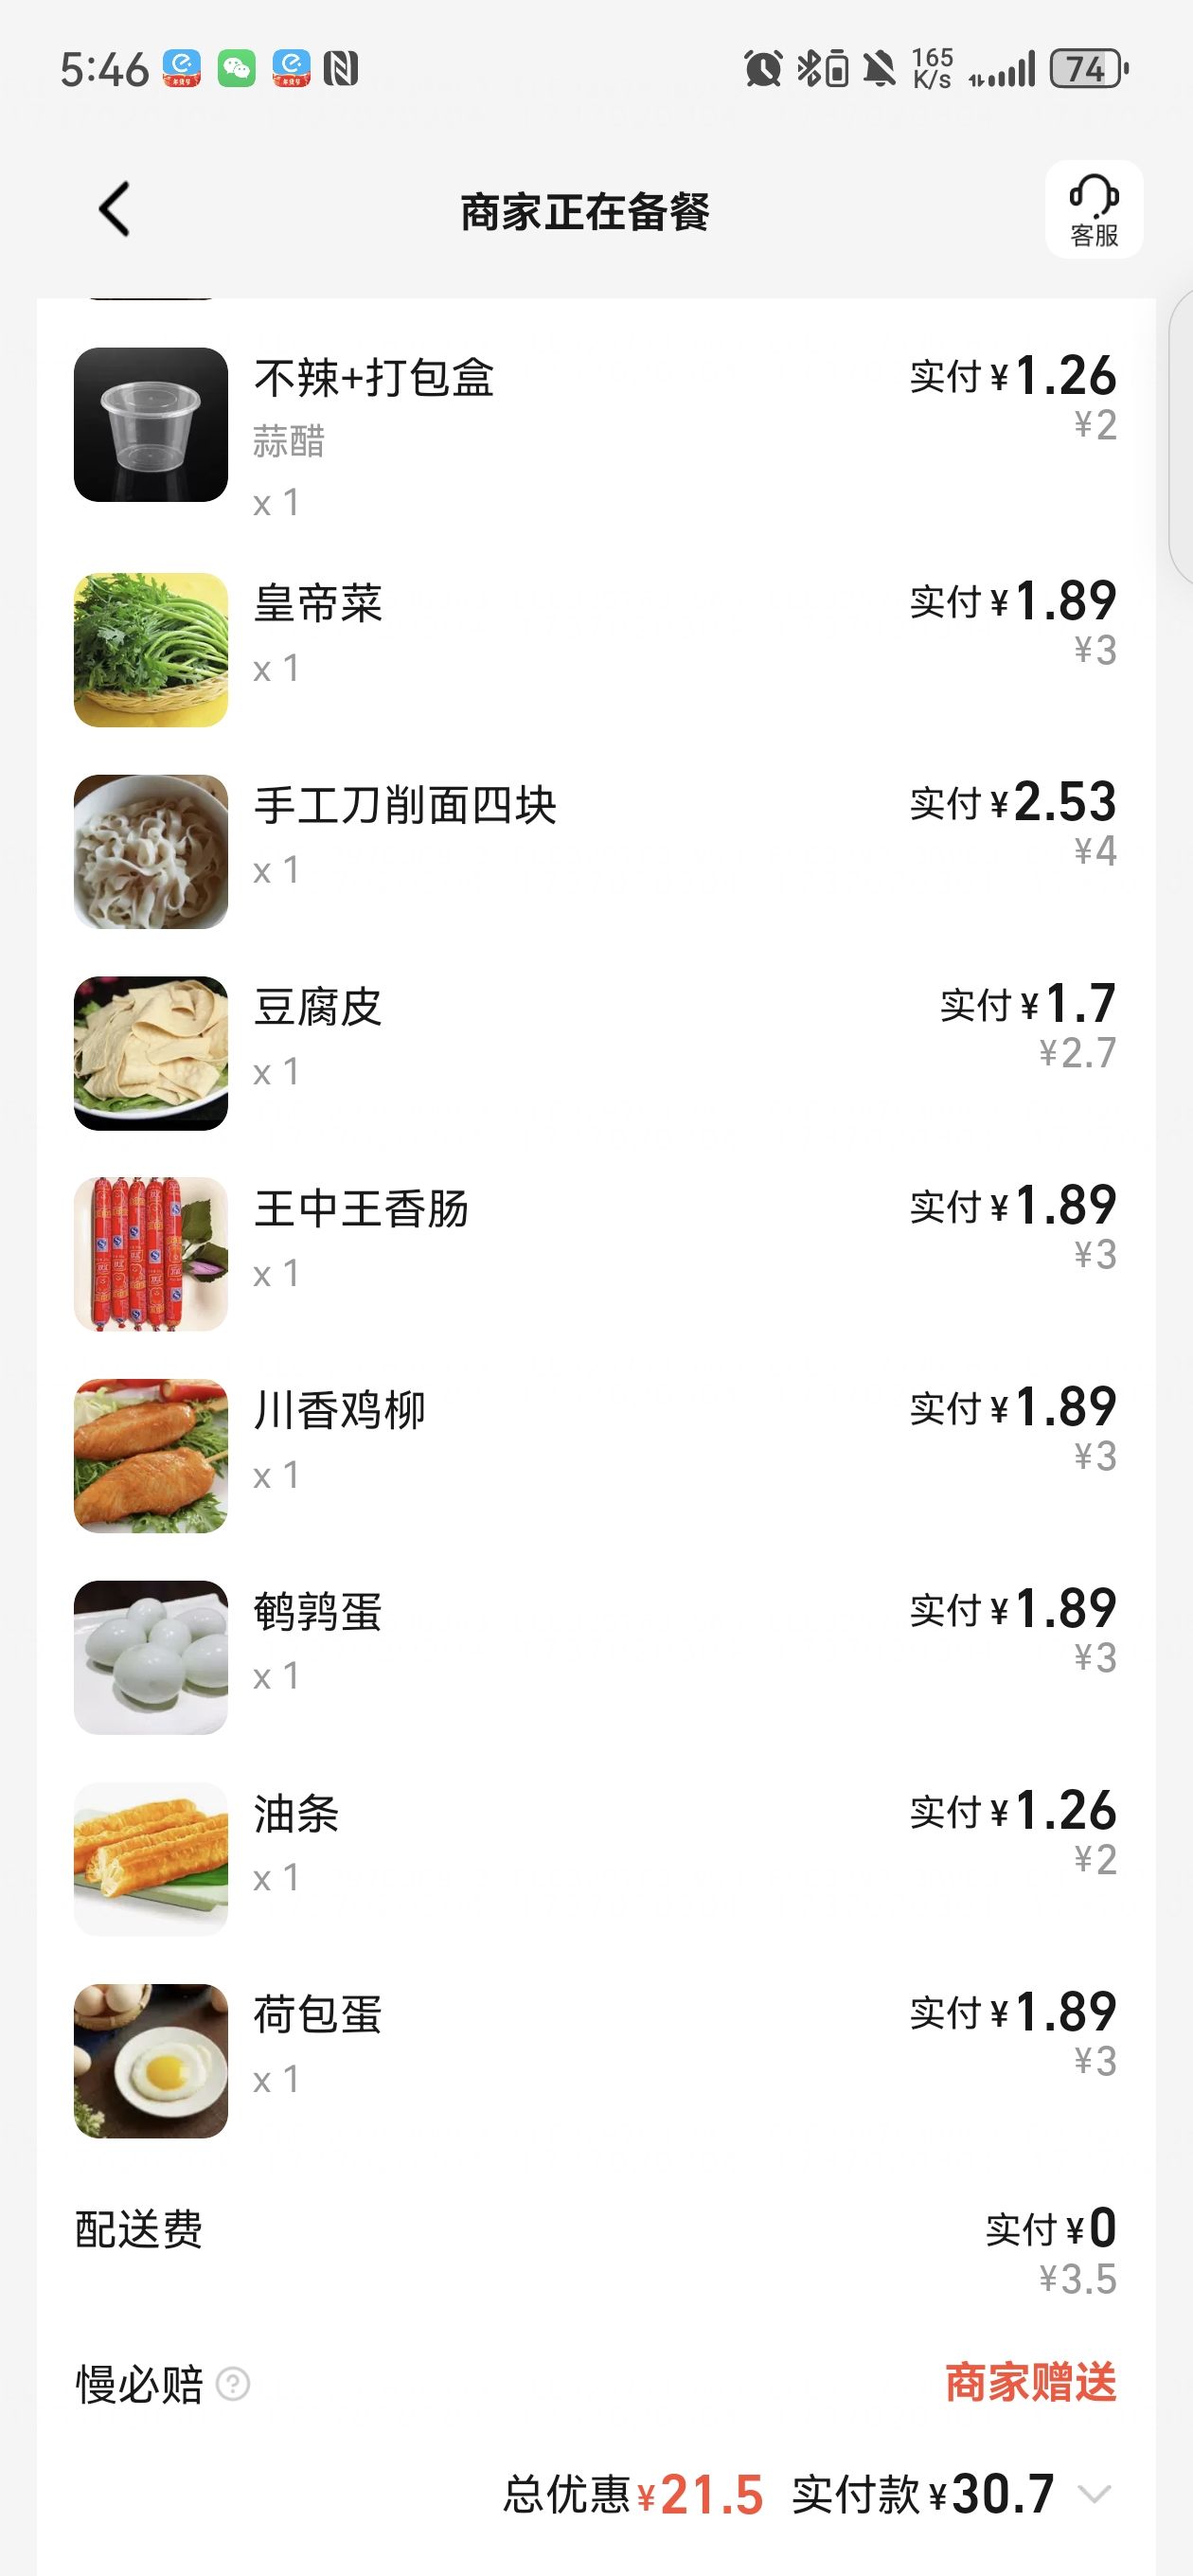 5:46
165
K/s
74
商家正在备餐
客服
不辣+打包盒
实付 ¥1.26
蒜醋
¥2
x 1
皇帝菜
实付 ¥1.89
¥3
x 1
手工刀削面四块
实付 ¥2.53
¥4
x 1
豆腐皮
实付 ¥1.7
¥2.7
x 1
王中王香肠
实付 ¥1.89
¥3
x 1
川香鸡柳
实付 ¥1.89
¥3
x 1
鹌鹑蛋
实付 ¥1.89
¥3
x 1
油条
实付 ¥1.26
¥2
x 1
荷包蛋
实付 ¥1.89
¥3
x 1
配送费
实付 ¥0
¥3.5
慢必赔 ?
商家赠送
总优惠¥21.5 实付款¥30.7